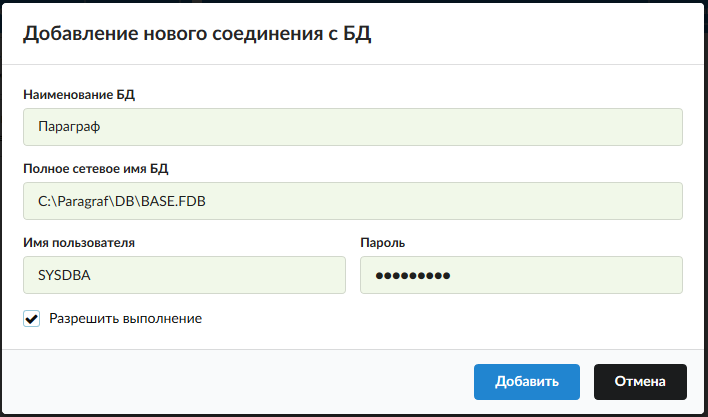 Добавление нового соединения с БД
Наименование БД
Параграф
Полное сетевое имя БД
C:\Paragraf\DB\BASE.FDB
Имя пользователя
Пароль
SYSDBA
●●●●●●●●●
Разрешить выполнение
Добавить
Отмена